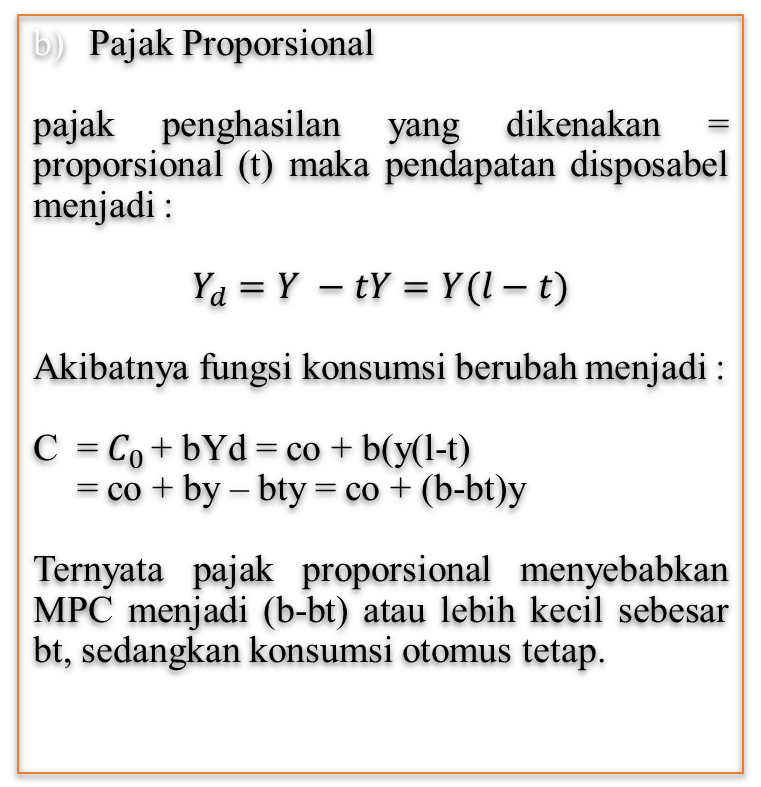 b) Pajak Proporsional
pajak penghasilan yang dikenakan =
proporsional (t) maka pendapatan disposabel
menjadi :
Y_d = Y − tY = Y(l − t)
Akibatnya fungsi konsumsi berubah menjadi :
C = C_0 + bYd = co + b(y(l-t)
= co + by – bty = co + (b-bt)y
Ternyata pajak proporsional menyebabkan
MPC menjadi (b-bt) atau lebih kecil sebesar
bt, sedangkan konsumsi otomus tetap.